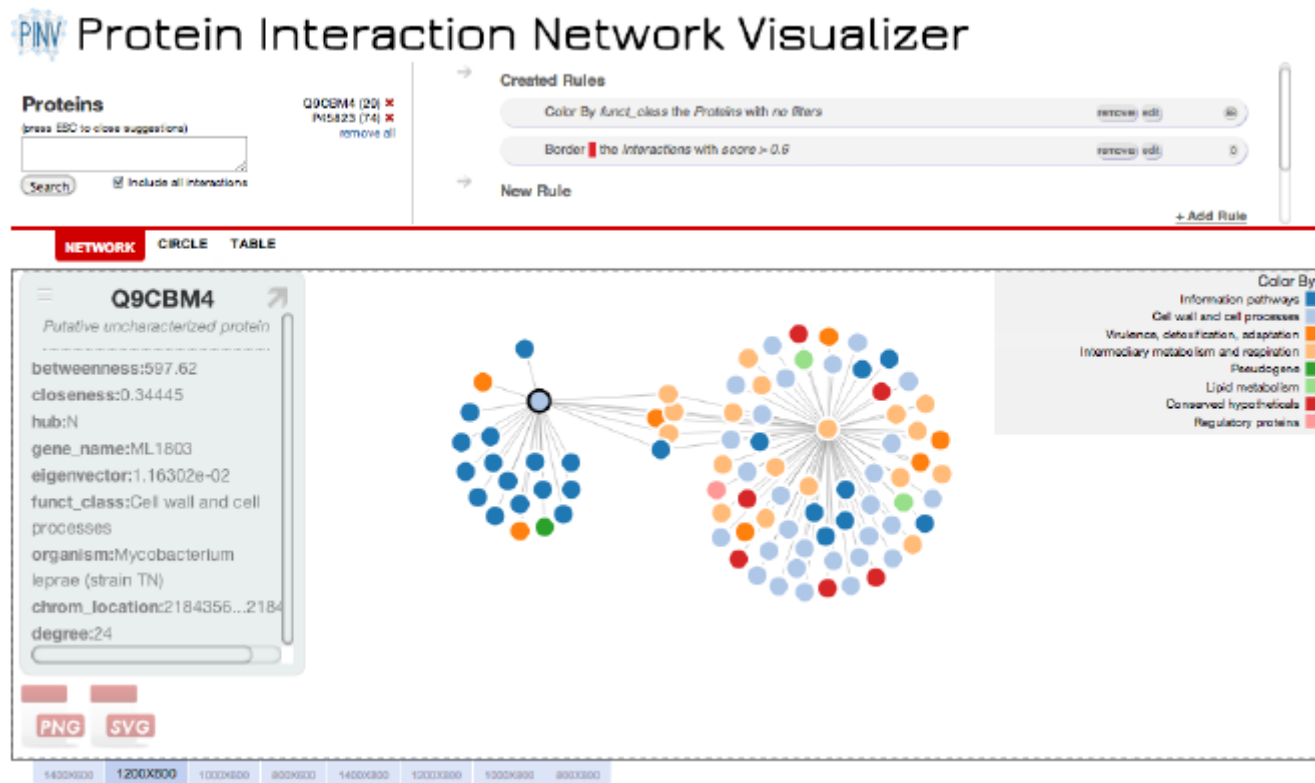 PINV Protein Interaction Network Visualizer
Proteins
(press ESC to close suggestions)
Q9CBM4 (29) ✖
P45823 (74) ✖
remove all
Search
Include all interactions
Created Rules
Color By funct_class the Proteins with no filters
remove edit
Border the Interactions with score > 0.6
remove edit
New Rule
+ Add Rule
NETWORK CIRCLE TABLE
Q9CBM4
Putative uncharacterized protein
betweenness:597.62
closeness:0.34445
hub:N
gene_name:ML1803
eigenvector:1.16302e-02
funct_class:Cell wall and cell
processes
organism:Mycobacterium
leprae (strain TN)
chrom_location:2184356...2184
degree:24
Color By
Information pathways
Cell wall and cell processes
Virulence, detoxification, adaptation
Intermediary metabolism and respiration
Pseudogene
Lipid metabolism
Conserved hypotheticals
Regulatory proteins
PNG SVG
1200X800